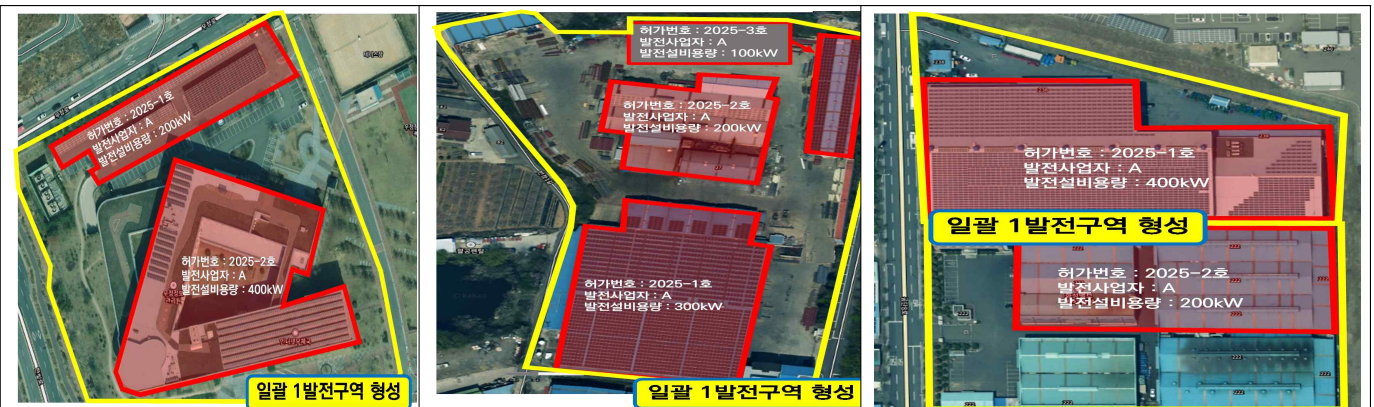 허가번호 : 2025-1호
발전사업자 : A
발전설비용량 : 200kW
허가번호 : 2025-2호
발전사업자 : A
발전설비용량 : 400kW
일괄 1발전구역 형성
허가번호 : 2025-3호
발전사업자 : A
발전설비용량 : 100kW
허가번호 : 2025-2호
발전사업자 : A
발전설비용량 : 200kW
허가번호 : 2025-1호
발전사업자 : A
발전설비용량 : 300kW
일괄 1발전구역 형성
허가번호 : 2025-1호
발전사업자 : A
발전설비용량 : 400kW
일괄 1발전구역 형성
222
222
허가번호 : 2025-2호
발전사업자 : A
발전설비용량 : 200kW
222
222
222
222